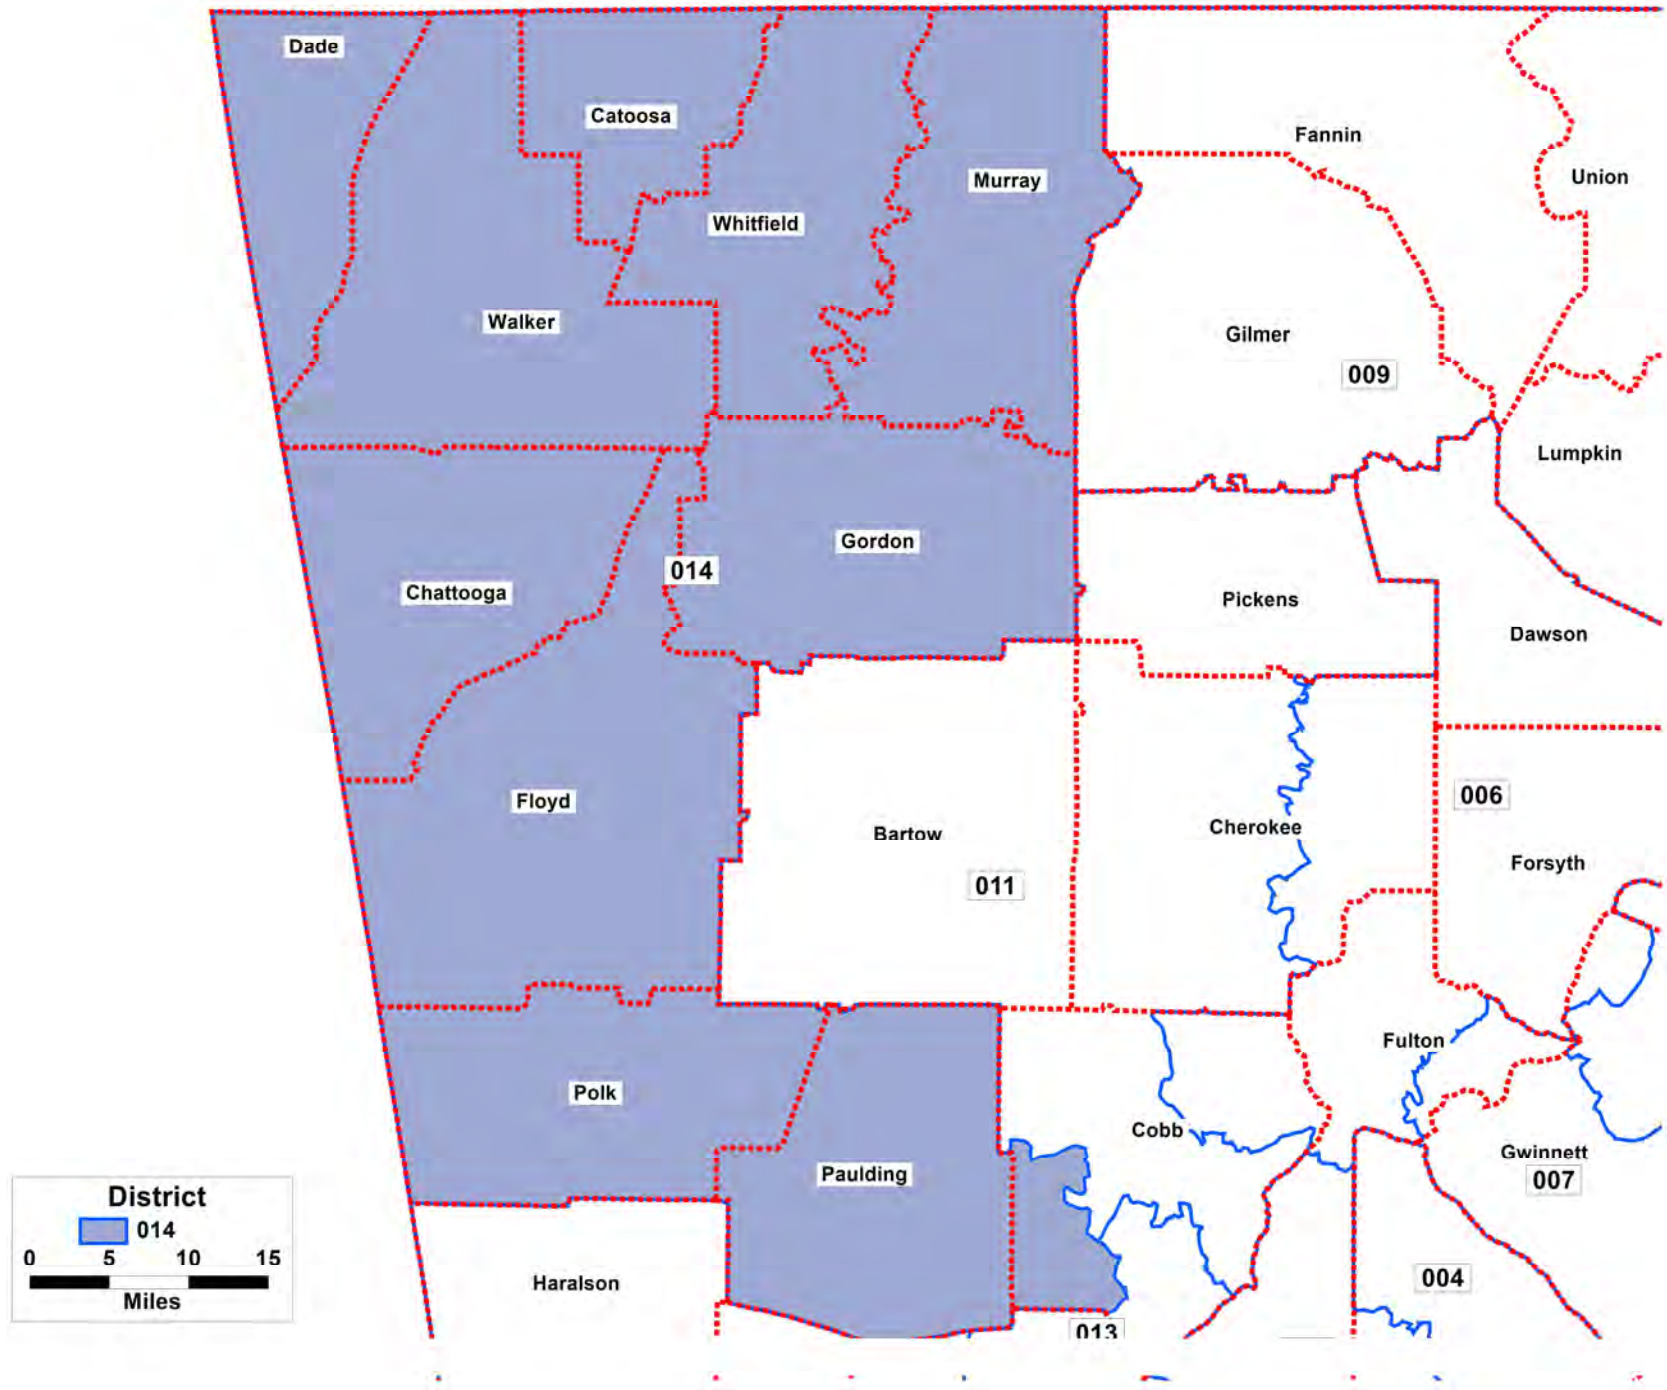 Dade
Catoosa
Fannin
Union
Murray
Whitfield
Walker
Gilmer
009
Lumpkin
Gordon
014
Chattooga
Pickens
Dawson
006
Floyd
Cherokee
Bartow
Forsyth
011
Fulton
Polk
Cobb
Gwinnett
Paulding
007
District
014
0 5 10 15
Miles
Haralson
004
013